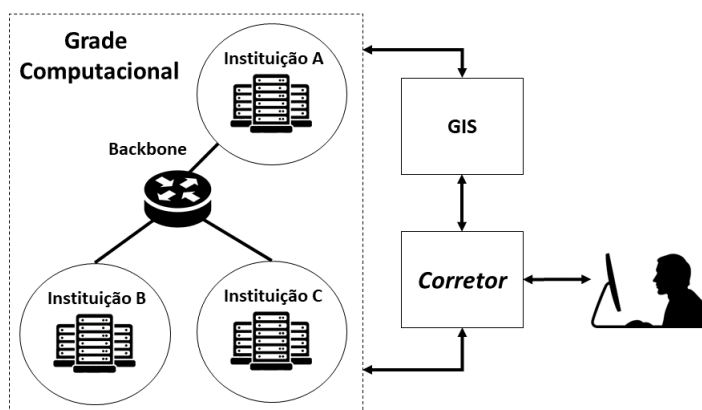 Grade
Computacional
Instituição A
Backbone
GIS
Corretor
Instituição B
Instituição C